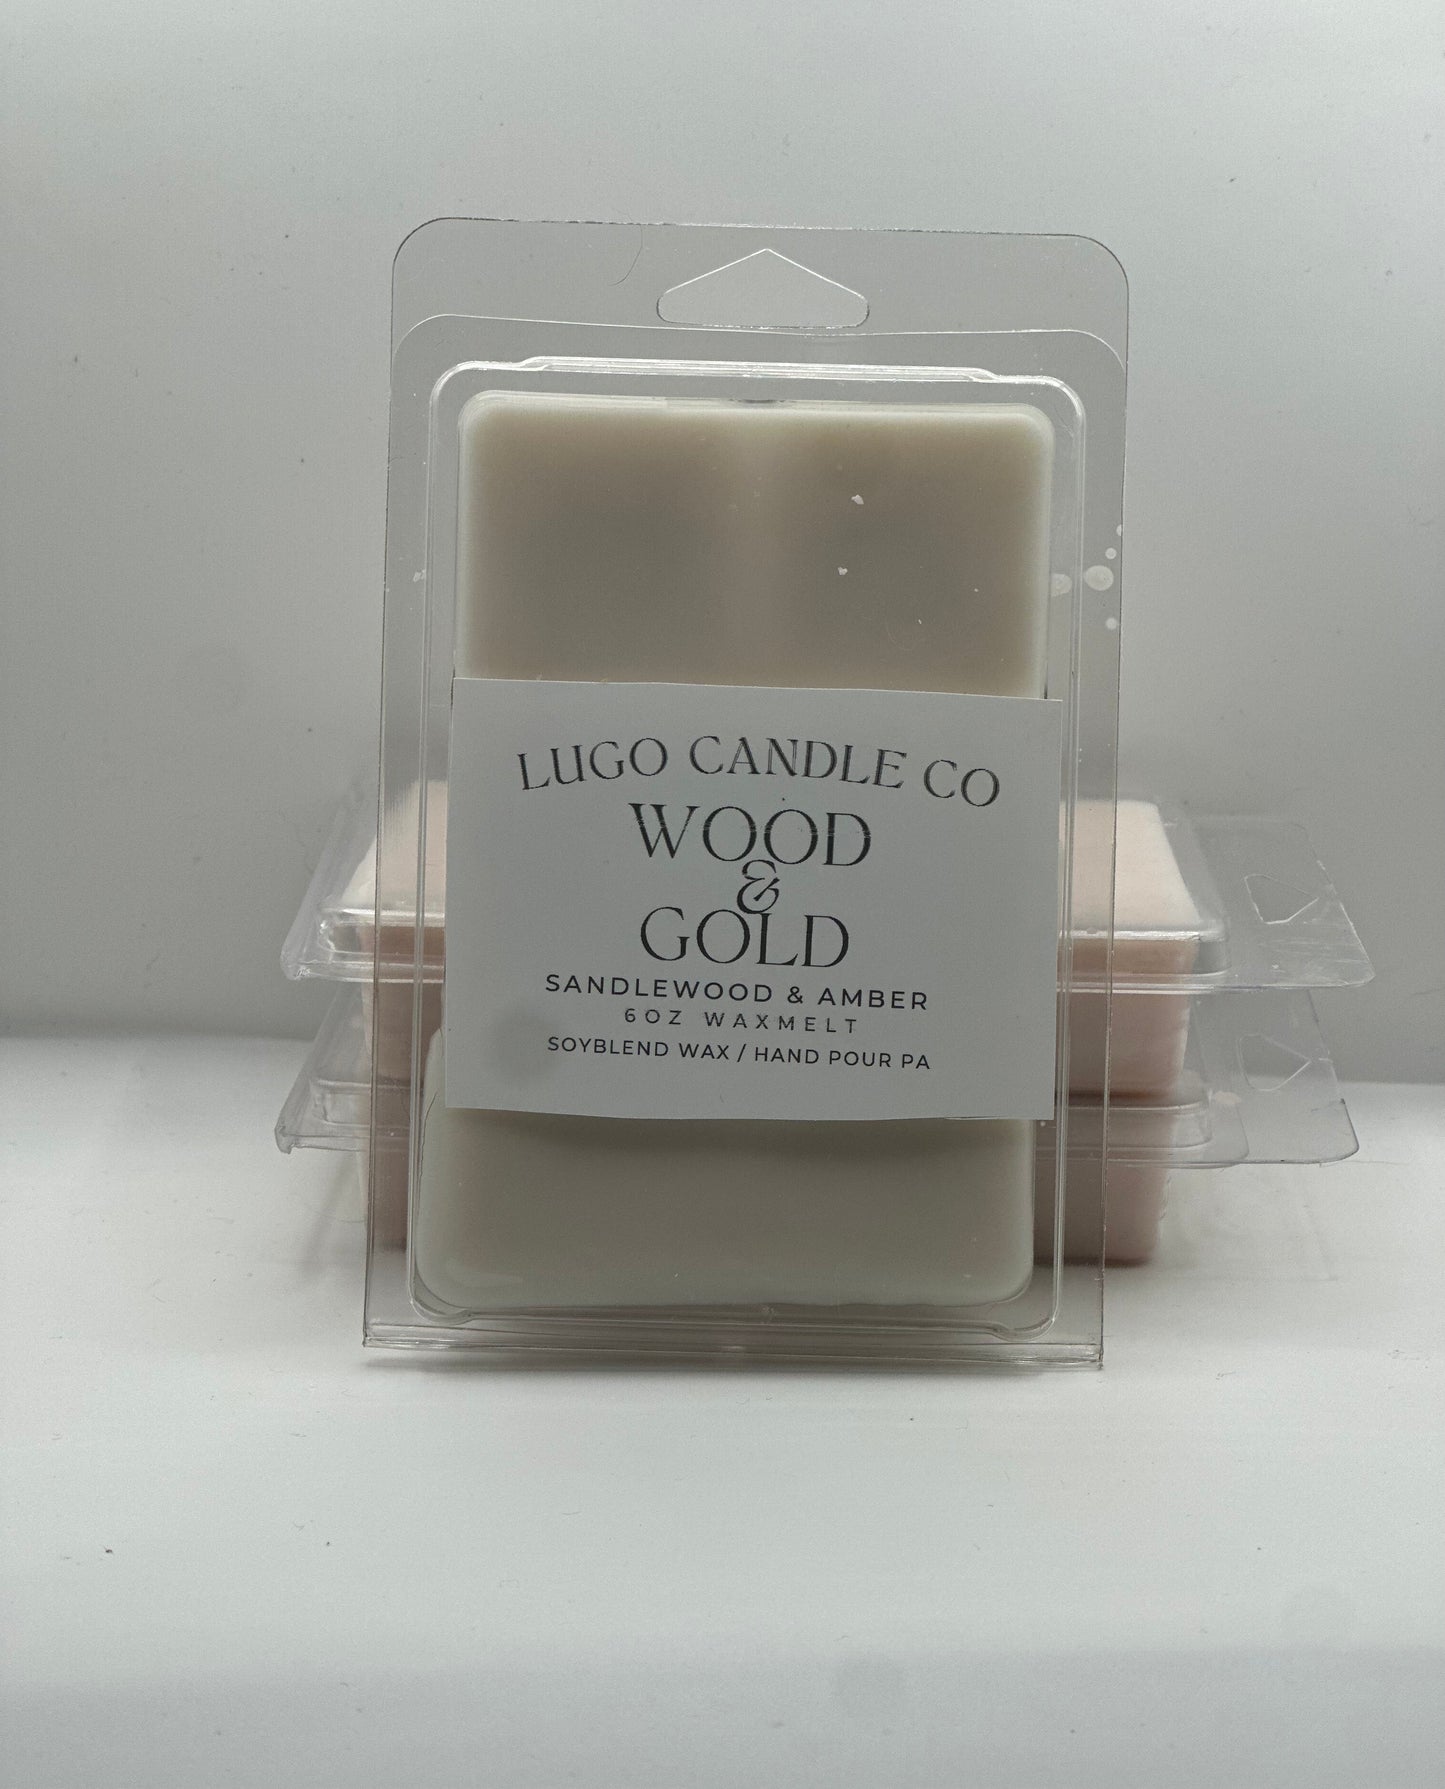 LUGO CANDLE CO
WOOD
&
GOLD
SANDLEWOOD & AMBER
6OZ WAXMELT
SOYBLEND WAX / HAND POUR PA